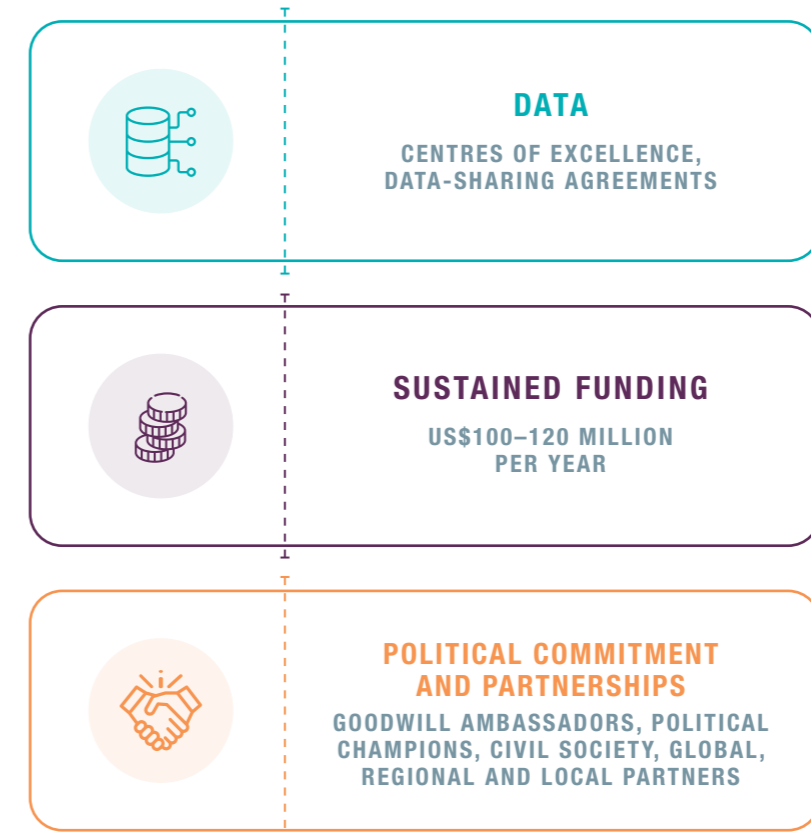 DATA
CENTRES OF EXCELLENCE,
DATA-SHARING AGREEMENTS
SUSTAINED FUNDING
US$100–120 MILLION
PER YEAR
POLITICAL COMMITMENT
AND PARTNERSHIPS
GOODWILL AMBASSADORS, POLITICAL
CHAMPIONS, CIVIL SOCIETY, GLOBAL,
REGIONAL AND LOCAL PARTNERS